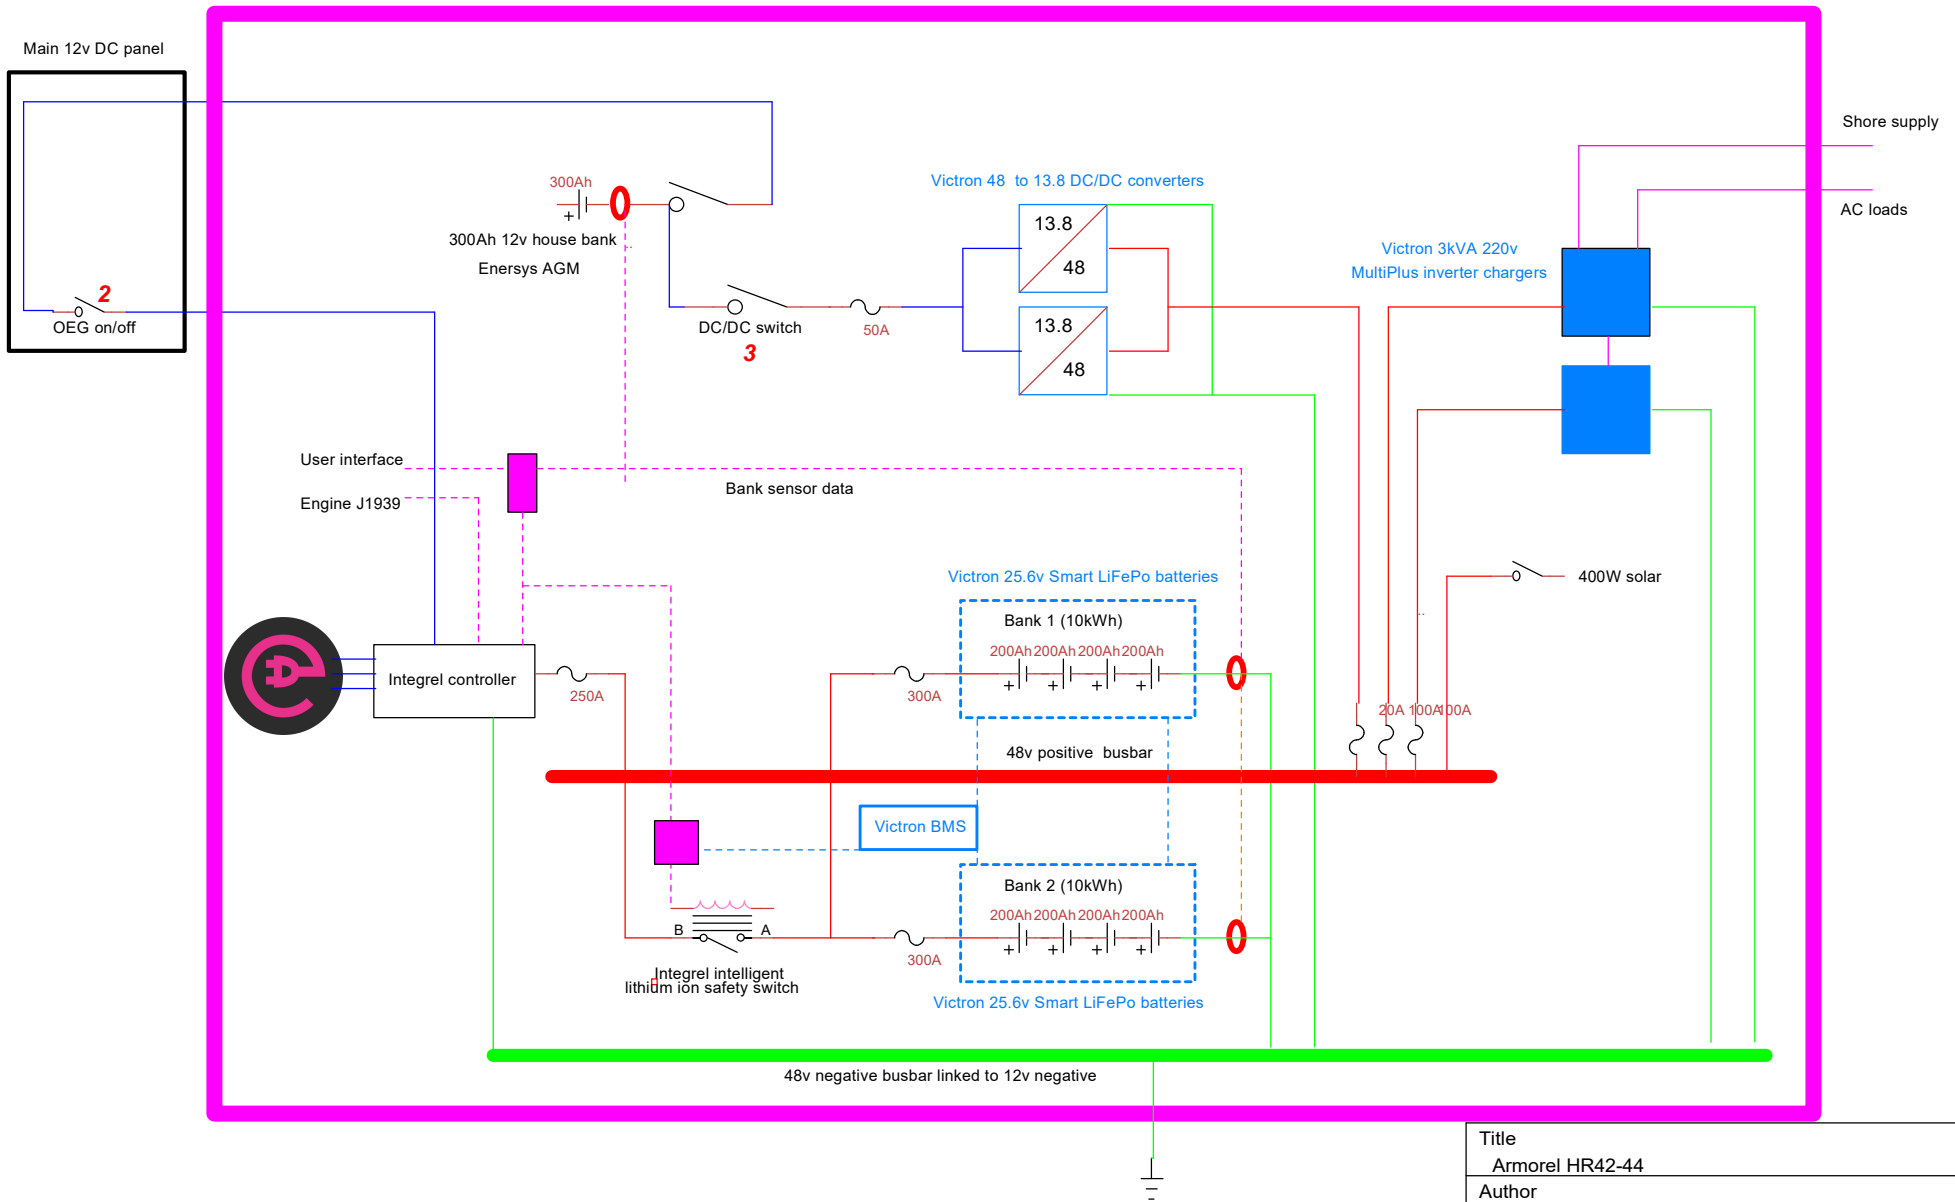 Main 12v DC panel
2
OEG on/off
300Ah
+
300Ah 12v house bank
Enersys AGM
DC/DC switch
3
50A
Victron 48  to 13.8 DC/DC converters
13.8
48
13.8
48
Victron 3kVA 220v
MultiPlus inverter chargers
Shore supply
AC loads
User interface
Engine J1939
Bank sensor data
400W solar
Integrel controller
250A
Victron 25.6v Smart LiFePo batteries
Bank 1 (10kWh)
200Ah 200Ah 200Ah 200Ah
+ + + +
300A
20A 100A 100A
48v positive  busbar
Victron BMS
B A
Integrel intelligent
lithium ion safety switch
Bank 2 (10kWh)
200Ah 200Ah 200Ah 200Ah
+ + + +
300A
Victron 25.6v Smart LiFePo batteries
48v negative busbar linked to 12v negative
Title
Armorel HR42-44
Author